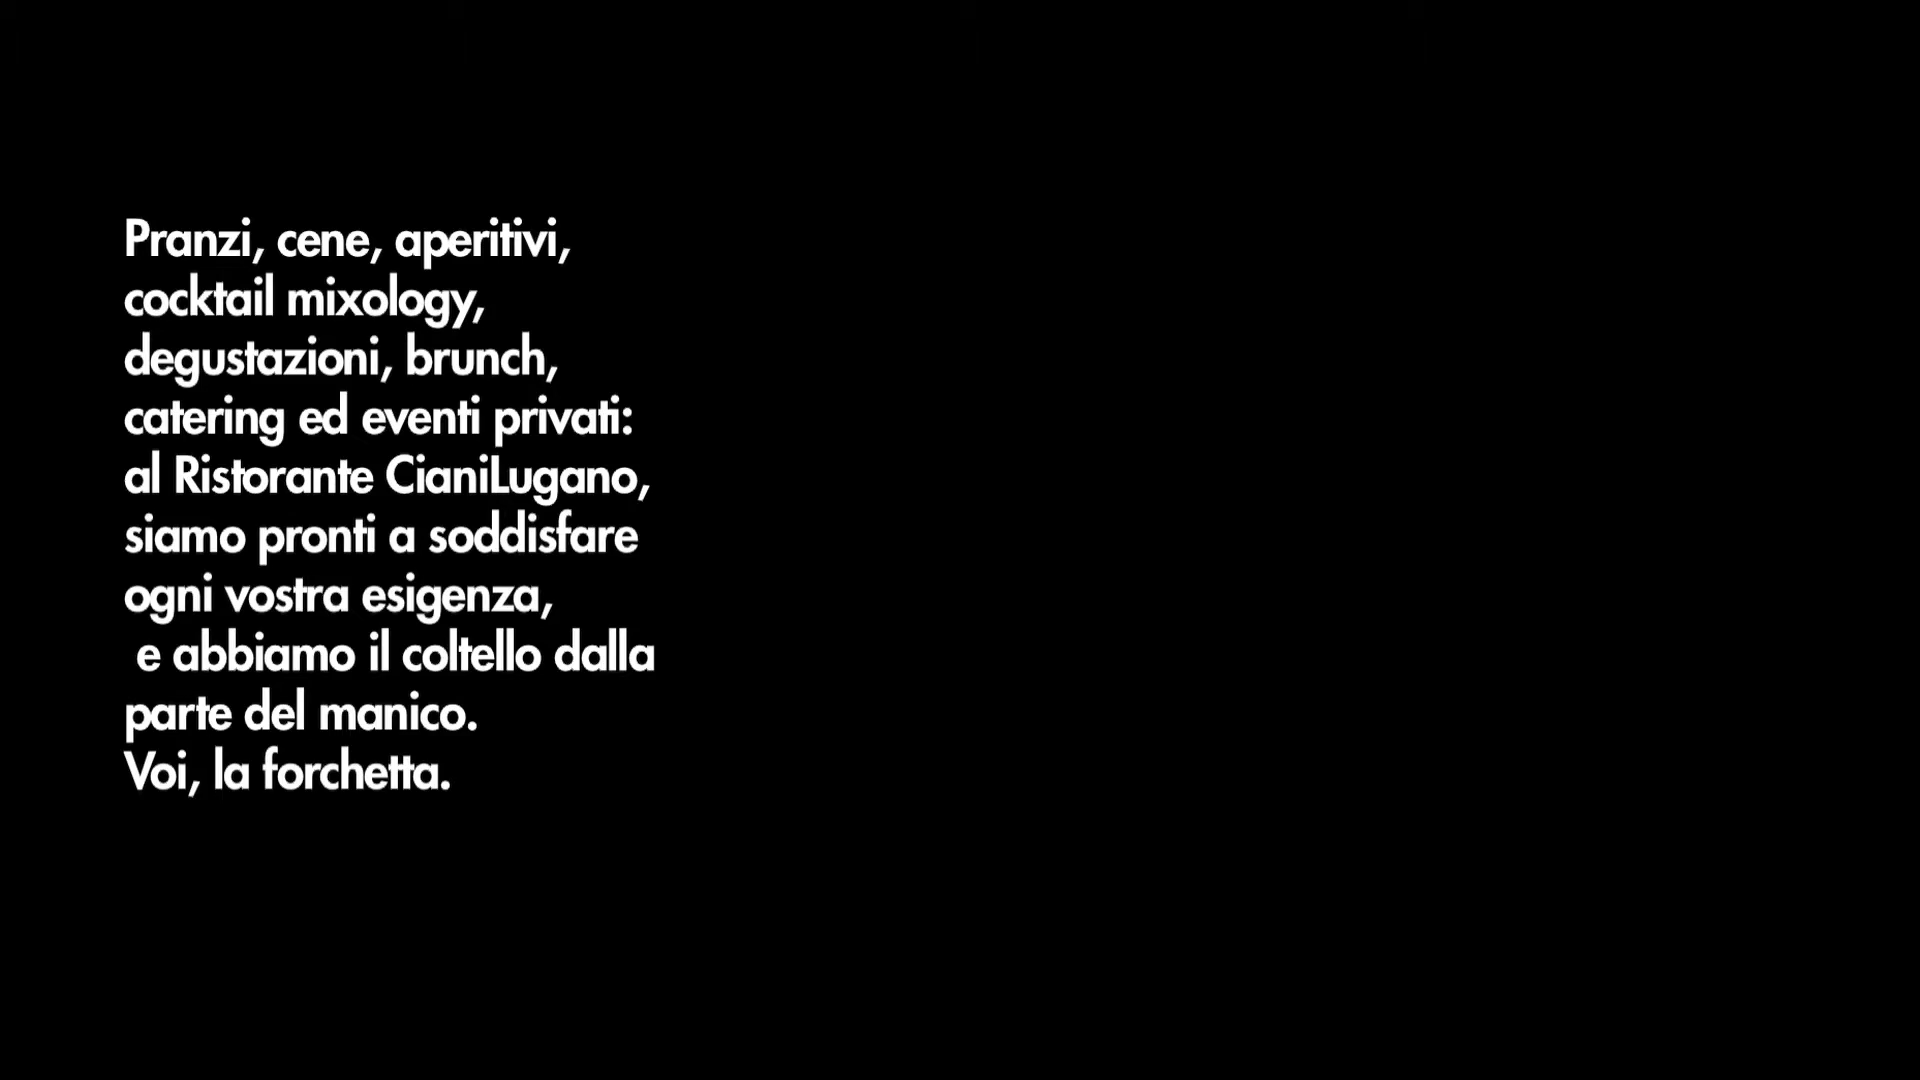 Pranzi, cene, aperitivi,
cocktail mixology,
degustazioni, brunch,
catering ed eventi privati:
al Ristorante CianiLugano,
siamo pronti a soddisfare
ogni vostra esigenza,
e abbiamo il coltello dalla
parte del manico.
Voi, la forchetta.